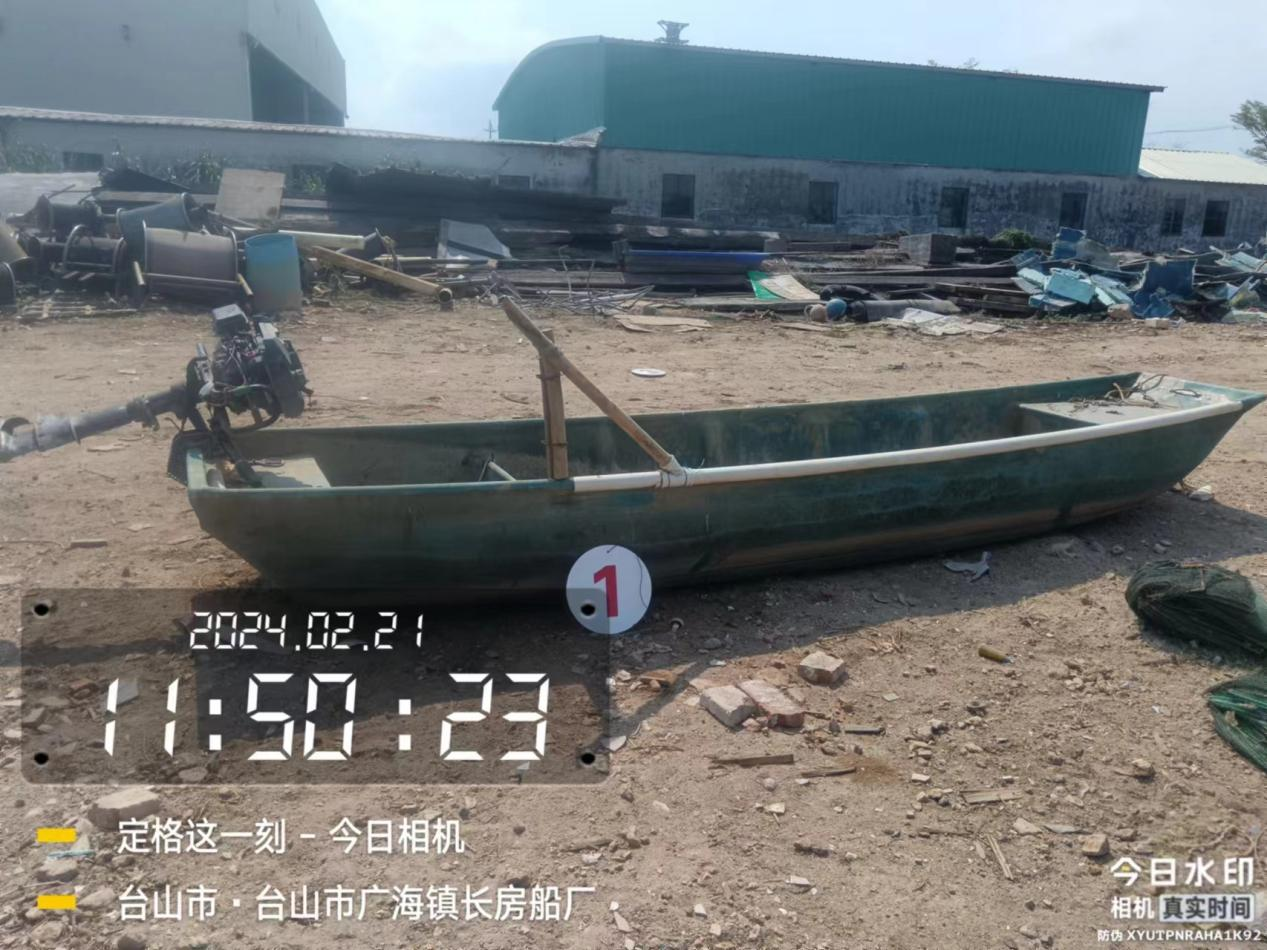 1
2024.02.21
11:50:23
定格这一刻 - 今日相机
台山市·台山市广海镇长房船厂
今日水印
相机 真实时间
防伪 XYUTPNRAHA1K92